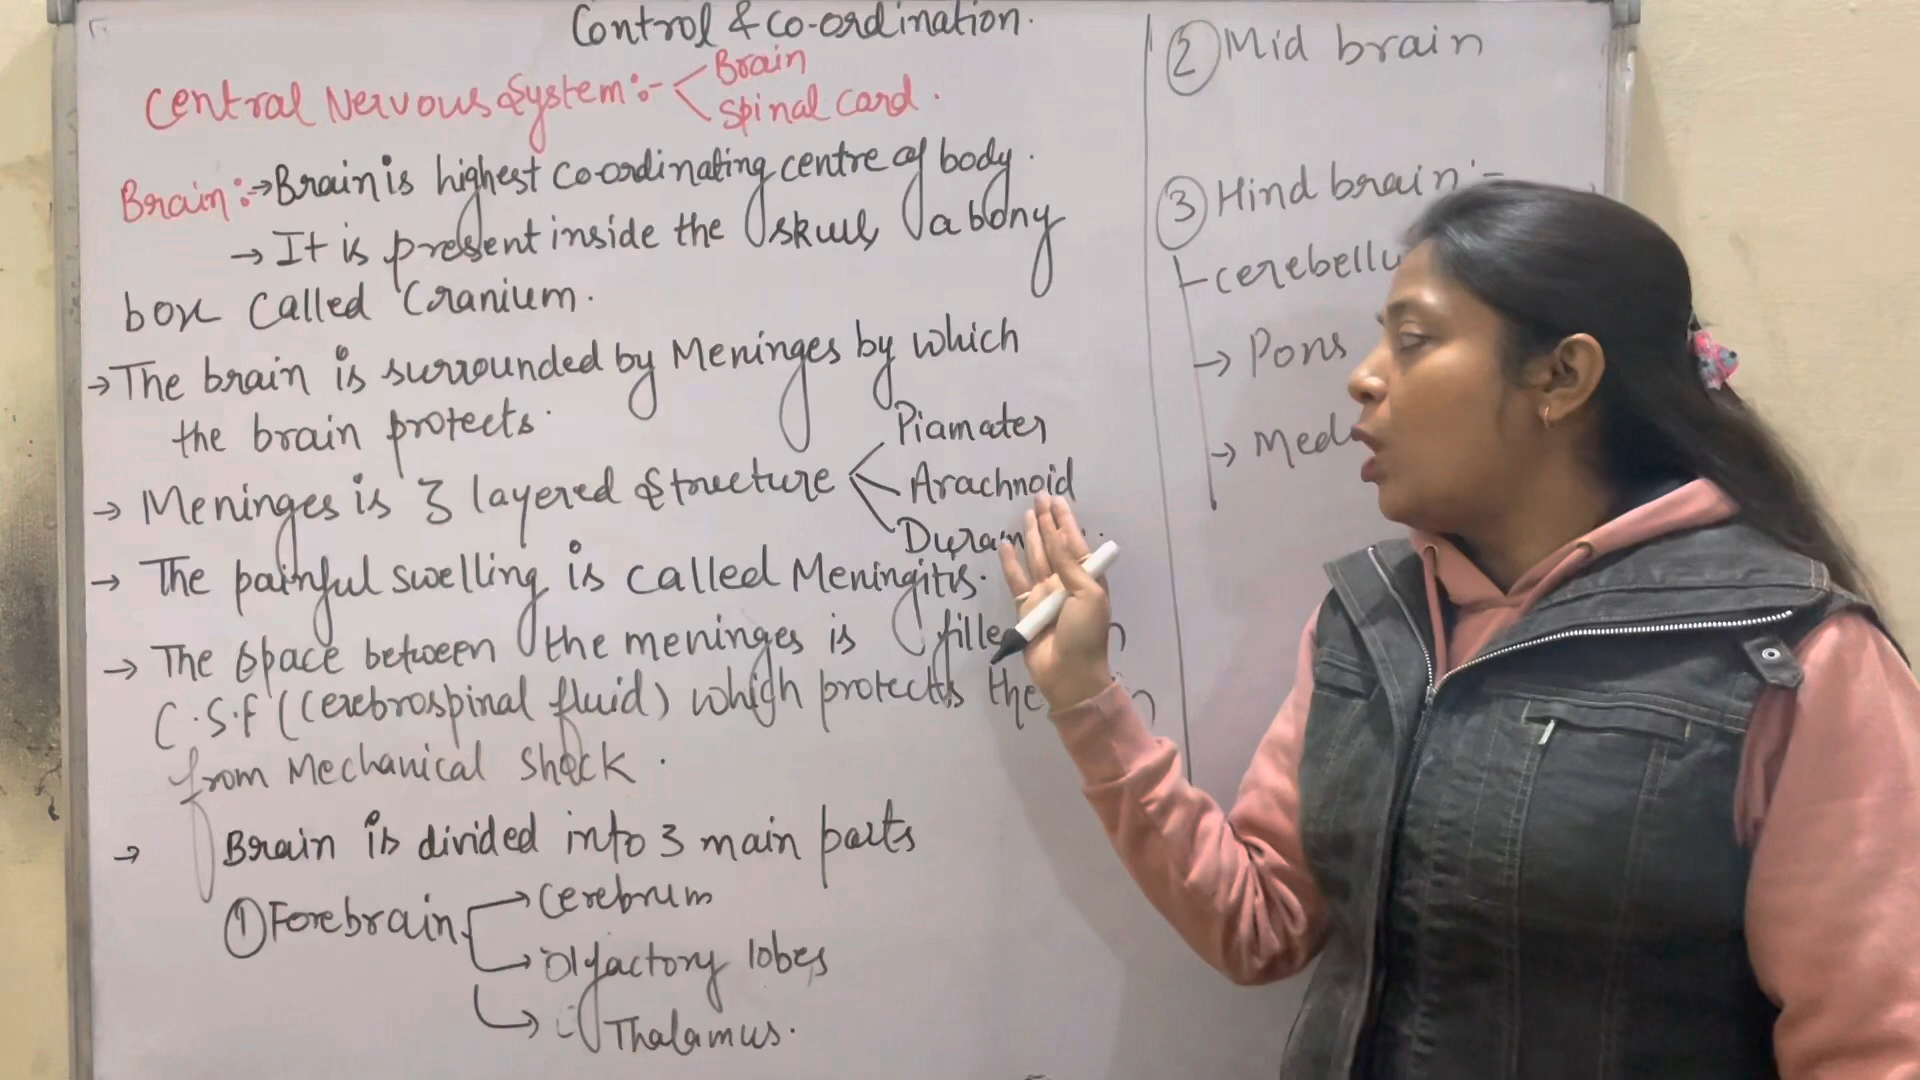 Control & co-ordination.
Central Nervous System:- Brain
Spinal card.
Brain:- → Brain is highest co-ordinating centre of body.
→ It is present inside the skull, a bony
box called Cranium.
→ The brain is surrounded by Meninges by which
the brain protects.
→ Meninges is 3 layered structure
Piamater
Arachnoid
→ The painful swelling is called Meningitis.
→ The space between the meninges is
C.S.F (Cerebrospinal fluid) which protects the
from Mechanical shock.
→ Brain is divided into 3 main parts
① Forebrain → Cerebrum
→ Olfactory lobes
→ Thalamus.
② Mid brain
③ Hind brain :-
→ Pons